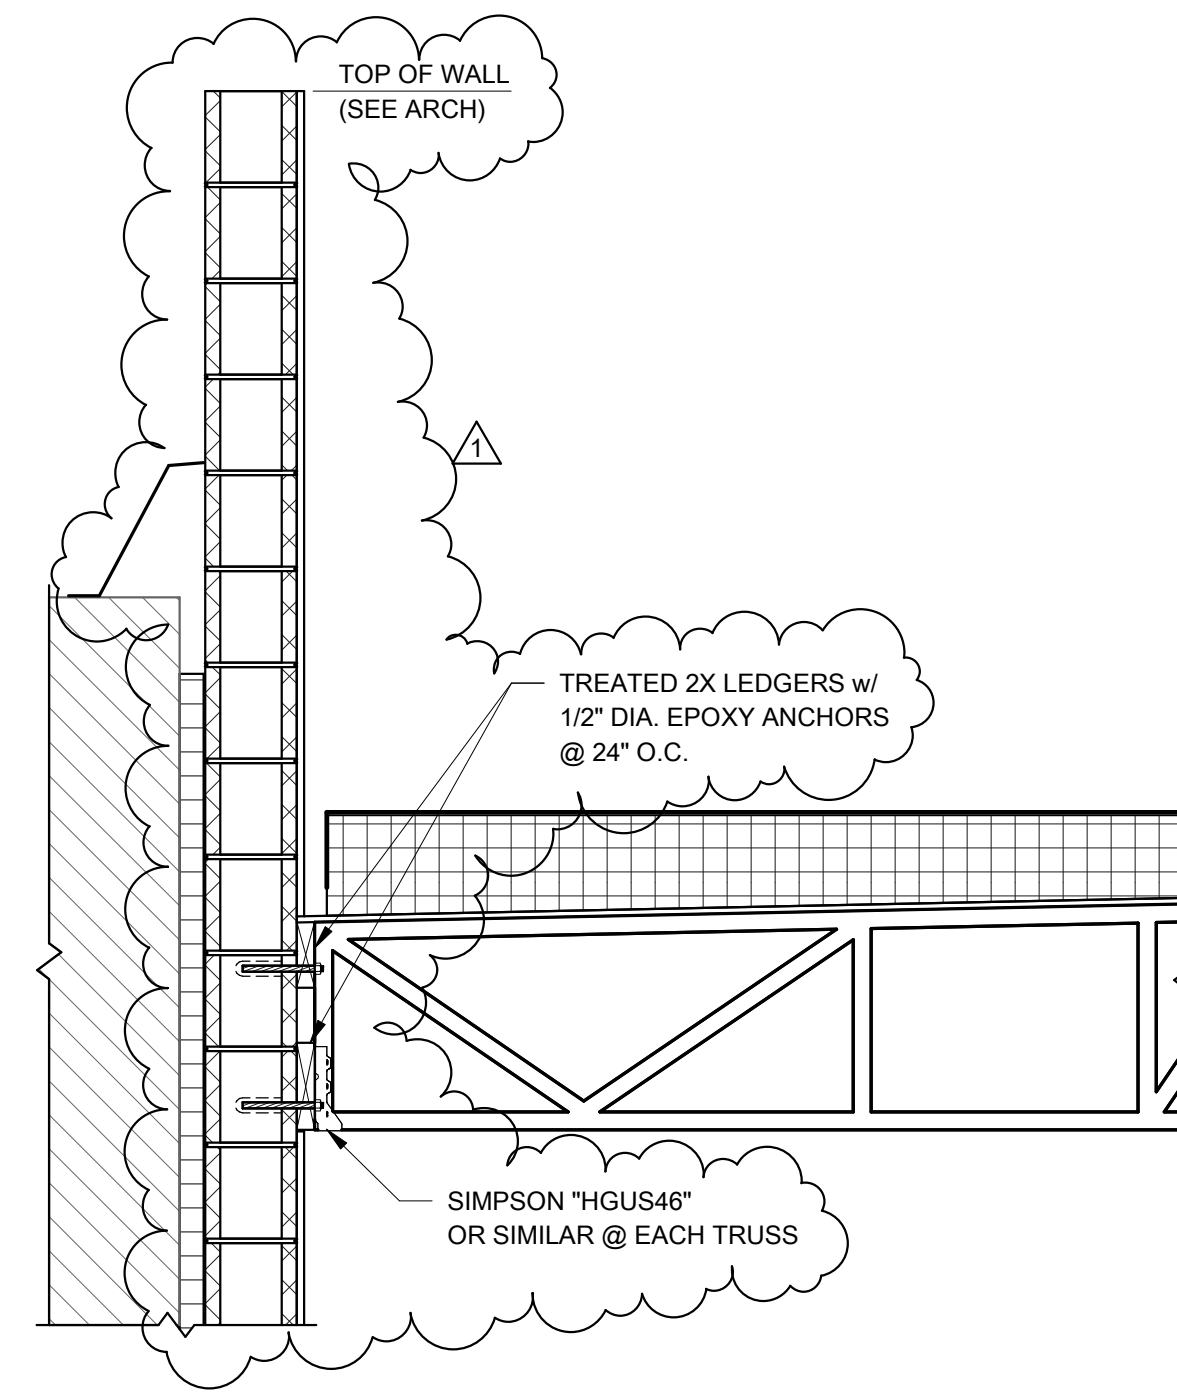 TOP OF WALL
(SEE ARCH)
1
TREATED 2X LEDGERS w/
1/2" DIA. EPOXY ANCHORS
@ 24" O.C.
SIMPSON "HGUS46"
OR SIMILAR @ EACH TRUSS